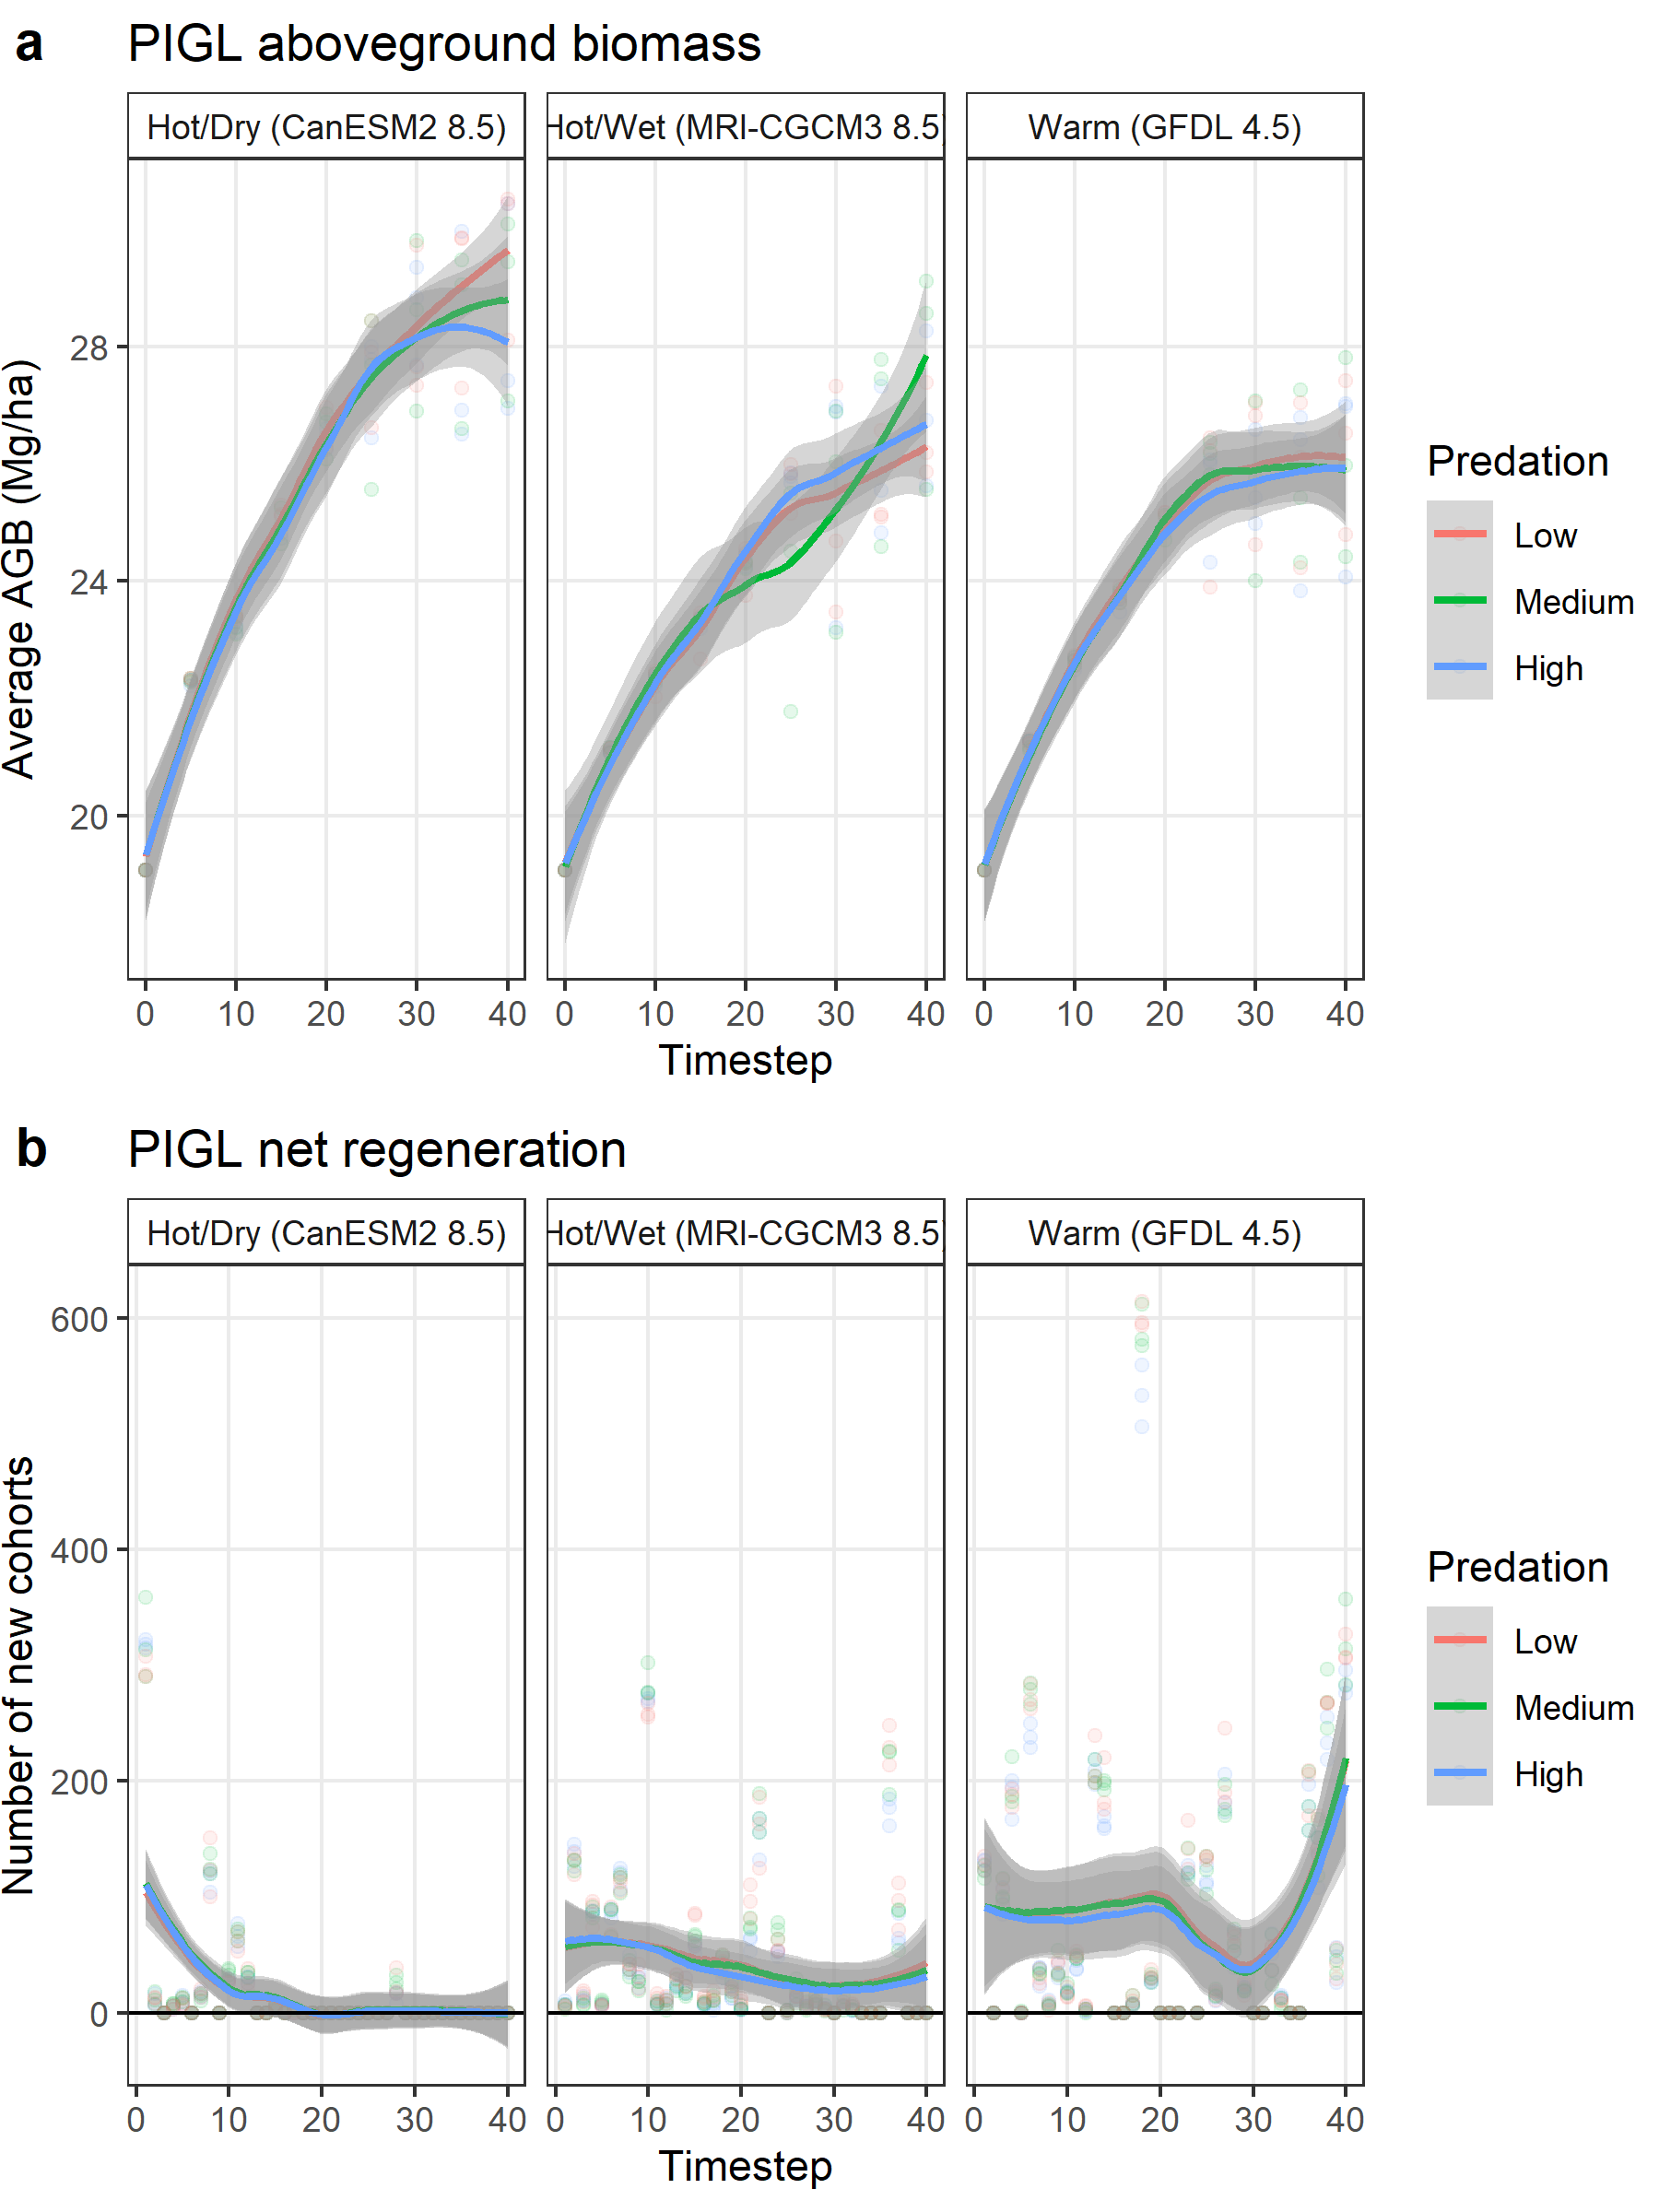 a PIGL aboveground biomass
Hot/Dry (CanESM2 8.5) Hot/Wet (MRI-CGCM3 8.5) Warm (GFDL 4.5)
Average AGB (Mg/ha)
28
24
20
0 10 20 30 40 0 10 20 30 40 0 10 20 30 40
Timestep
Predation
Low
Medium
High
b PIGL net regeneration
Hot/Dry (CanESM2 8.5) Hot/Wet (MRI-CGCM3 8.5) Warm (GFDL 4.5)
Number of new cohorts
600
400
200
0
0 10 20 30 40 0 10 20 30 40 0 10 20 30 40
Timestep
Predation
Low
Medium
High